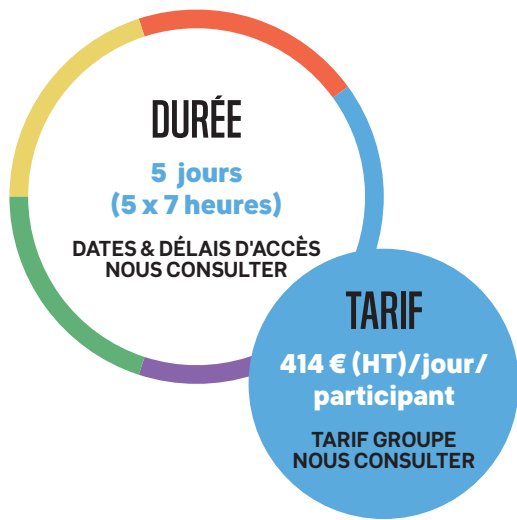 DURÉE
5 jours
(5 x 7 heures)
DATES & DÉLAIS D'ACCÈS
NOUS CONSULTER
TARIF
414 € (HT)/jour/
participant
TARIF GROUPE
NOUS CONSULTER